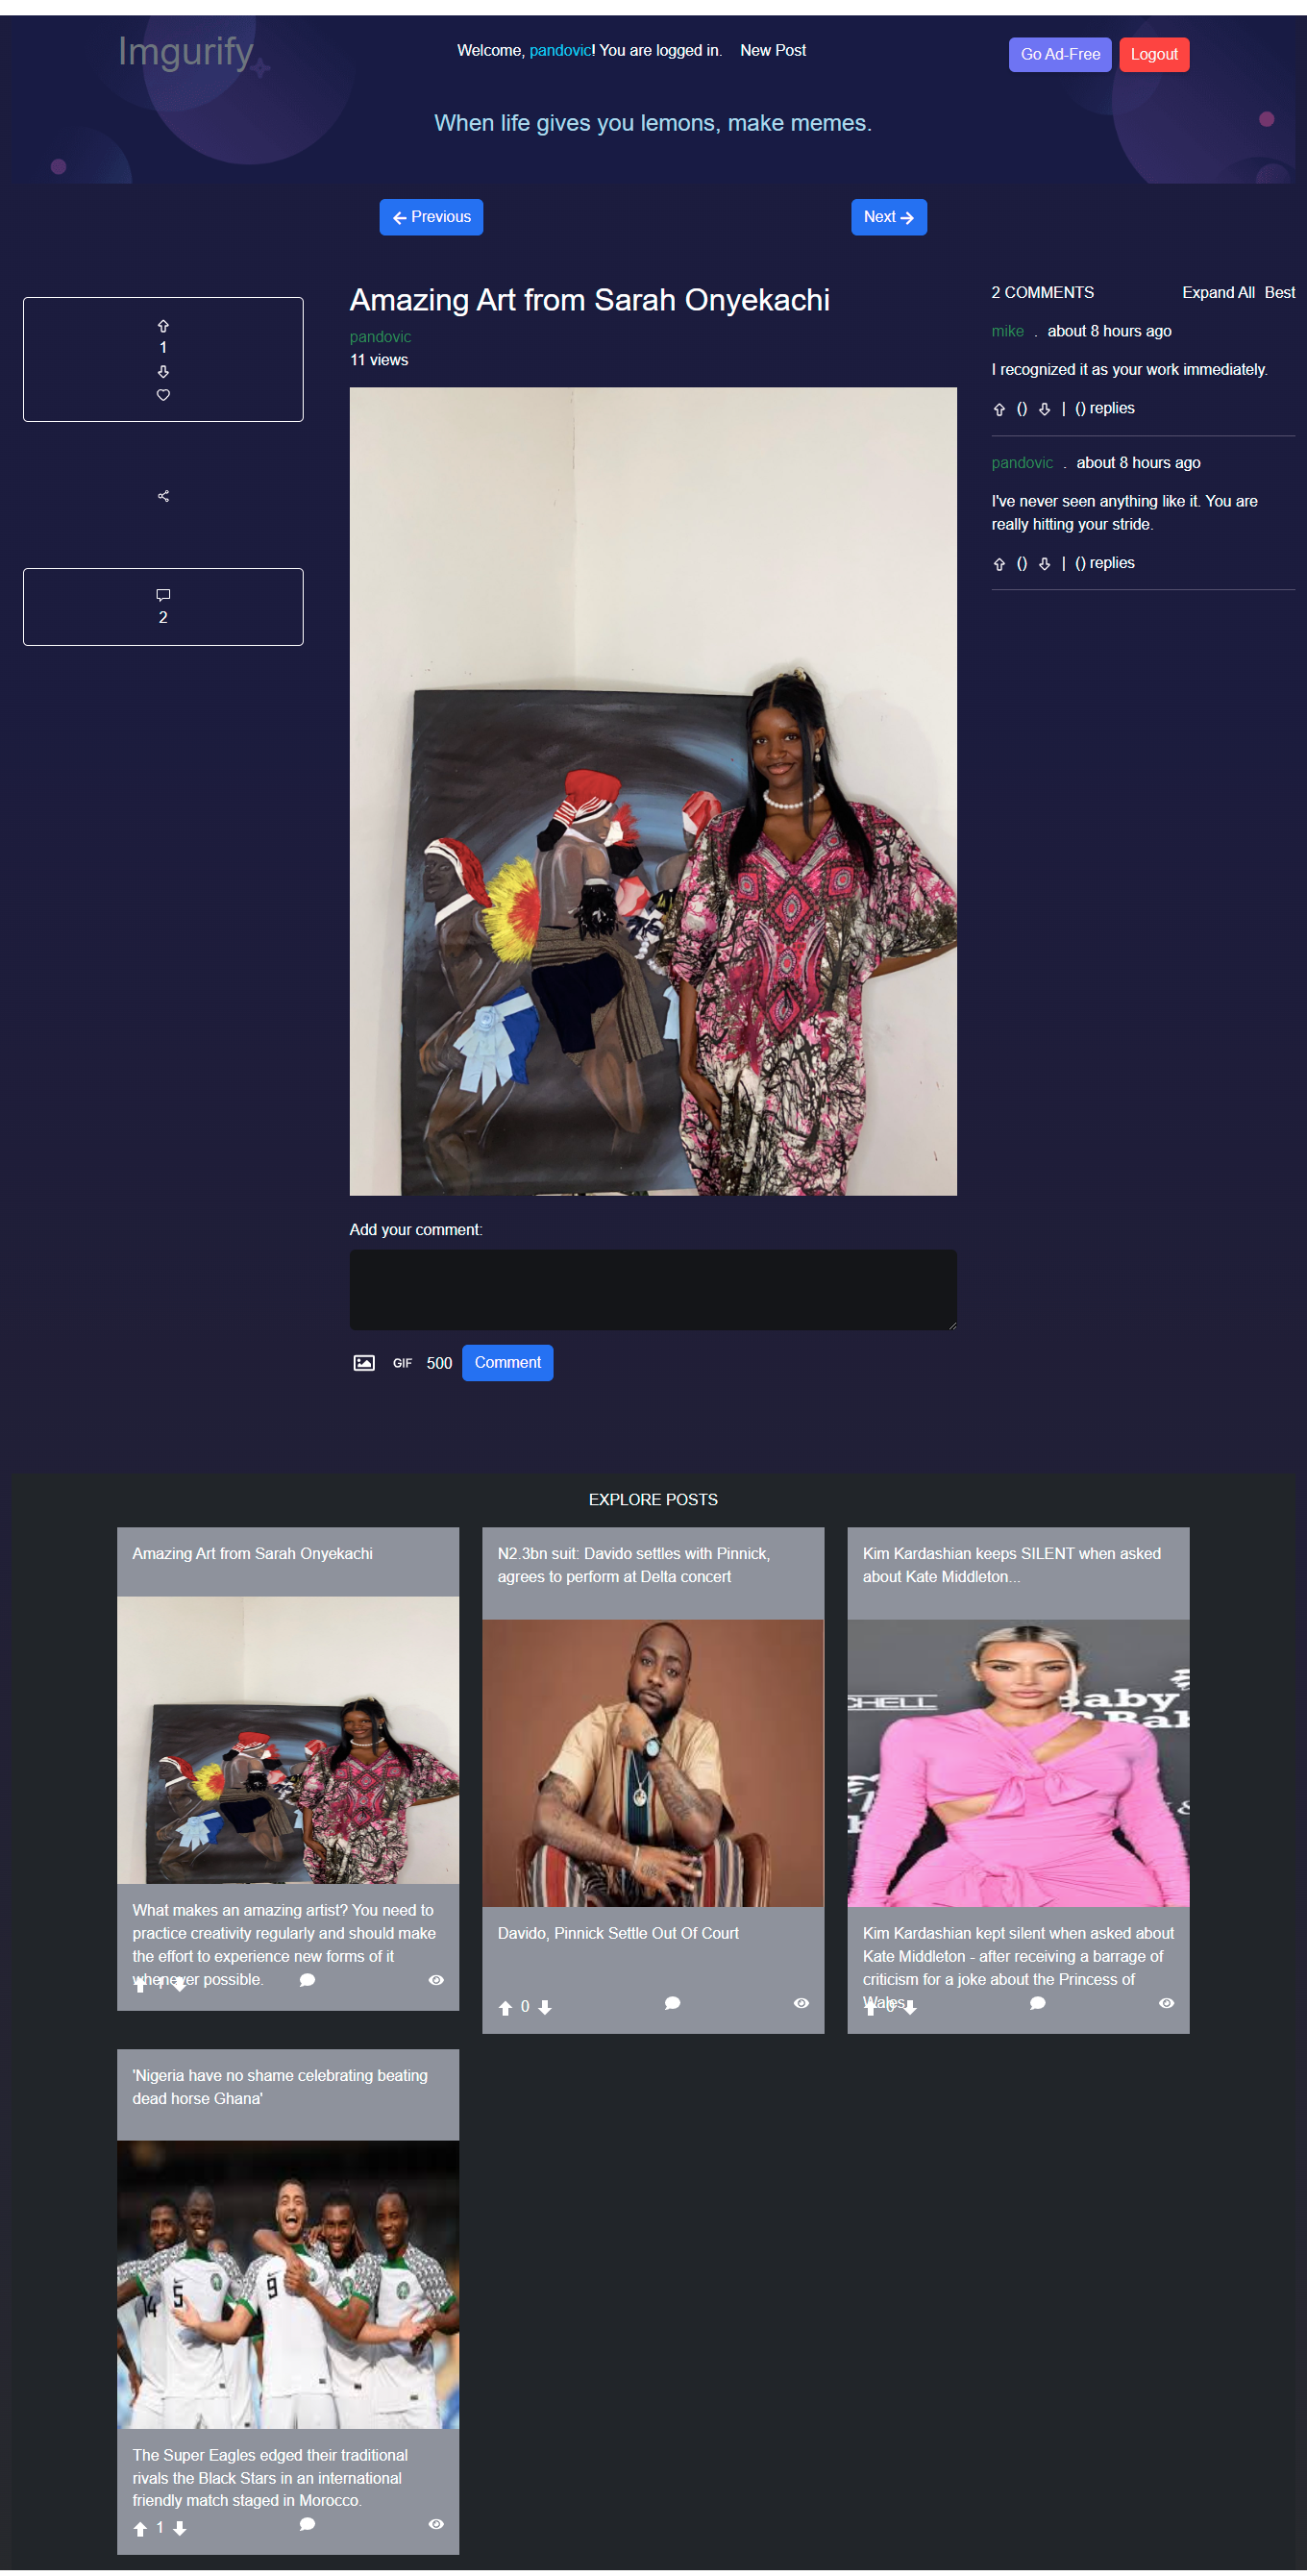 Imgurify
Welcome, pandovic! You are logged in. New Post
Go Ad-Free Logout
When life gives you lemons, make memes.
Previous
Next
1
2
Amazing Art from Sarah Onyekachi
pandovic
11 views
2 COMMENTS Expand All Best
mike . about 8 hours ago
I recognized it as your work immediately.
() | () replies
pandovic . about 8 hours ago
I've never seen anything like it. You are
really hitting your stride.
() | () replies
Add your comment:
GIF 500 Comment
EXPLORE POSTS
Amazing Art from Sarah Onyekachi
What makes an amazing artist? You need to
practice creativity regularly and should make
the effort to experience new forms of it
whenever possible.
1
N2.3bn suit: Davido settles with Pinnick,
agrees to perform at Delta concert
Davido, Pinnick Settle Out Of Court
0
Kim Kardashian keeps SILENT when asked
about Kate Middleton...
CHELL
Baby
2Bab
&
Kim Kardashian kept silent when asked about
Kate Middleton - after receiving a barrage of
criticism for a joke about the Princess of
Wales
0
'Nigeria have no shame celebrating beating
dead horse Ghana'
14
5
9
The Super Eagles edged their traditional
rivals the Black Stars in an international
friendly match staged in Morocco.
1